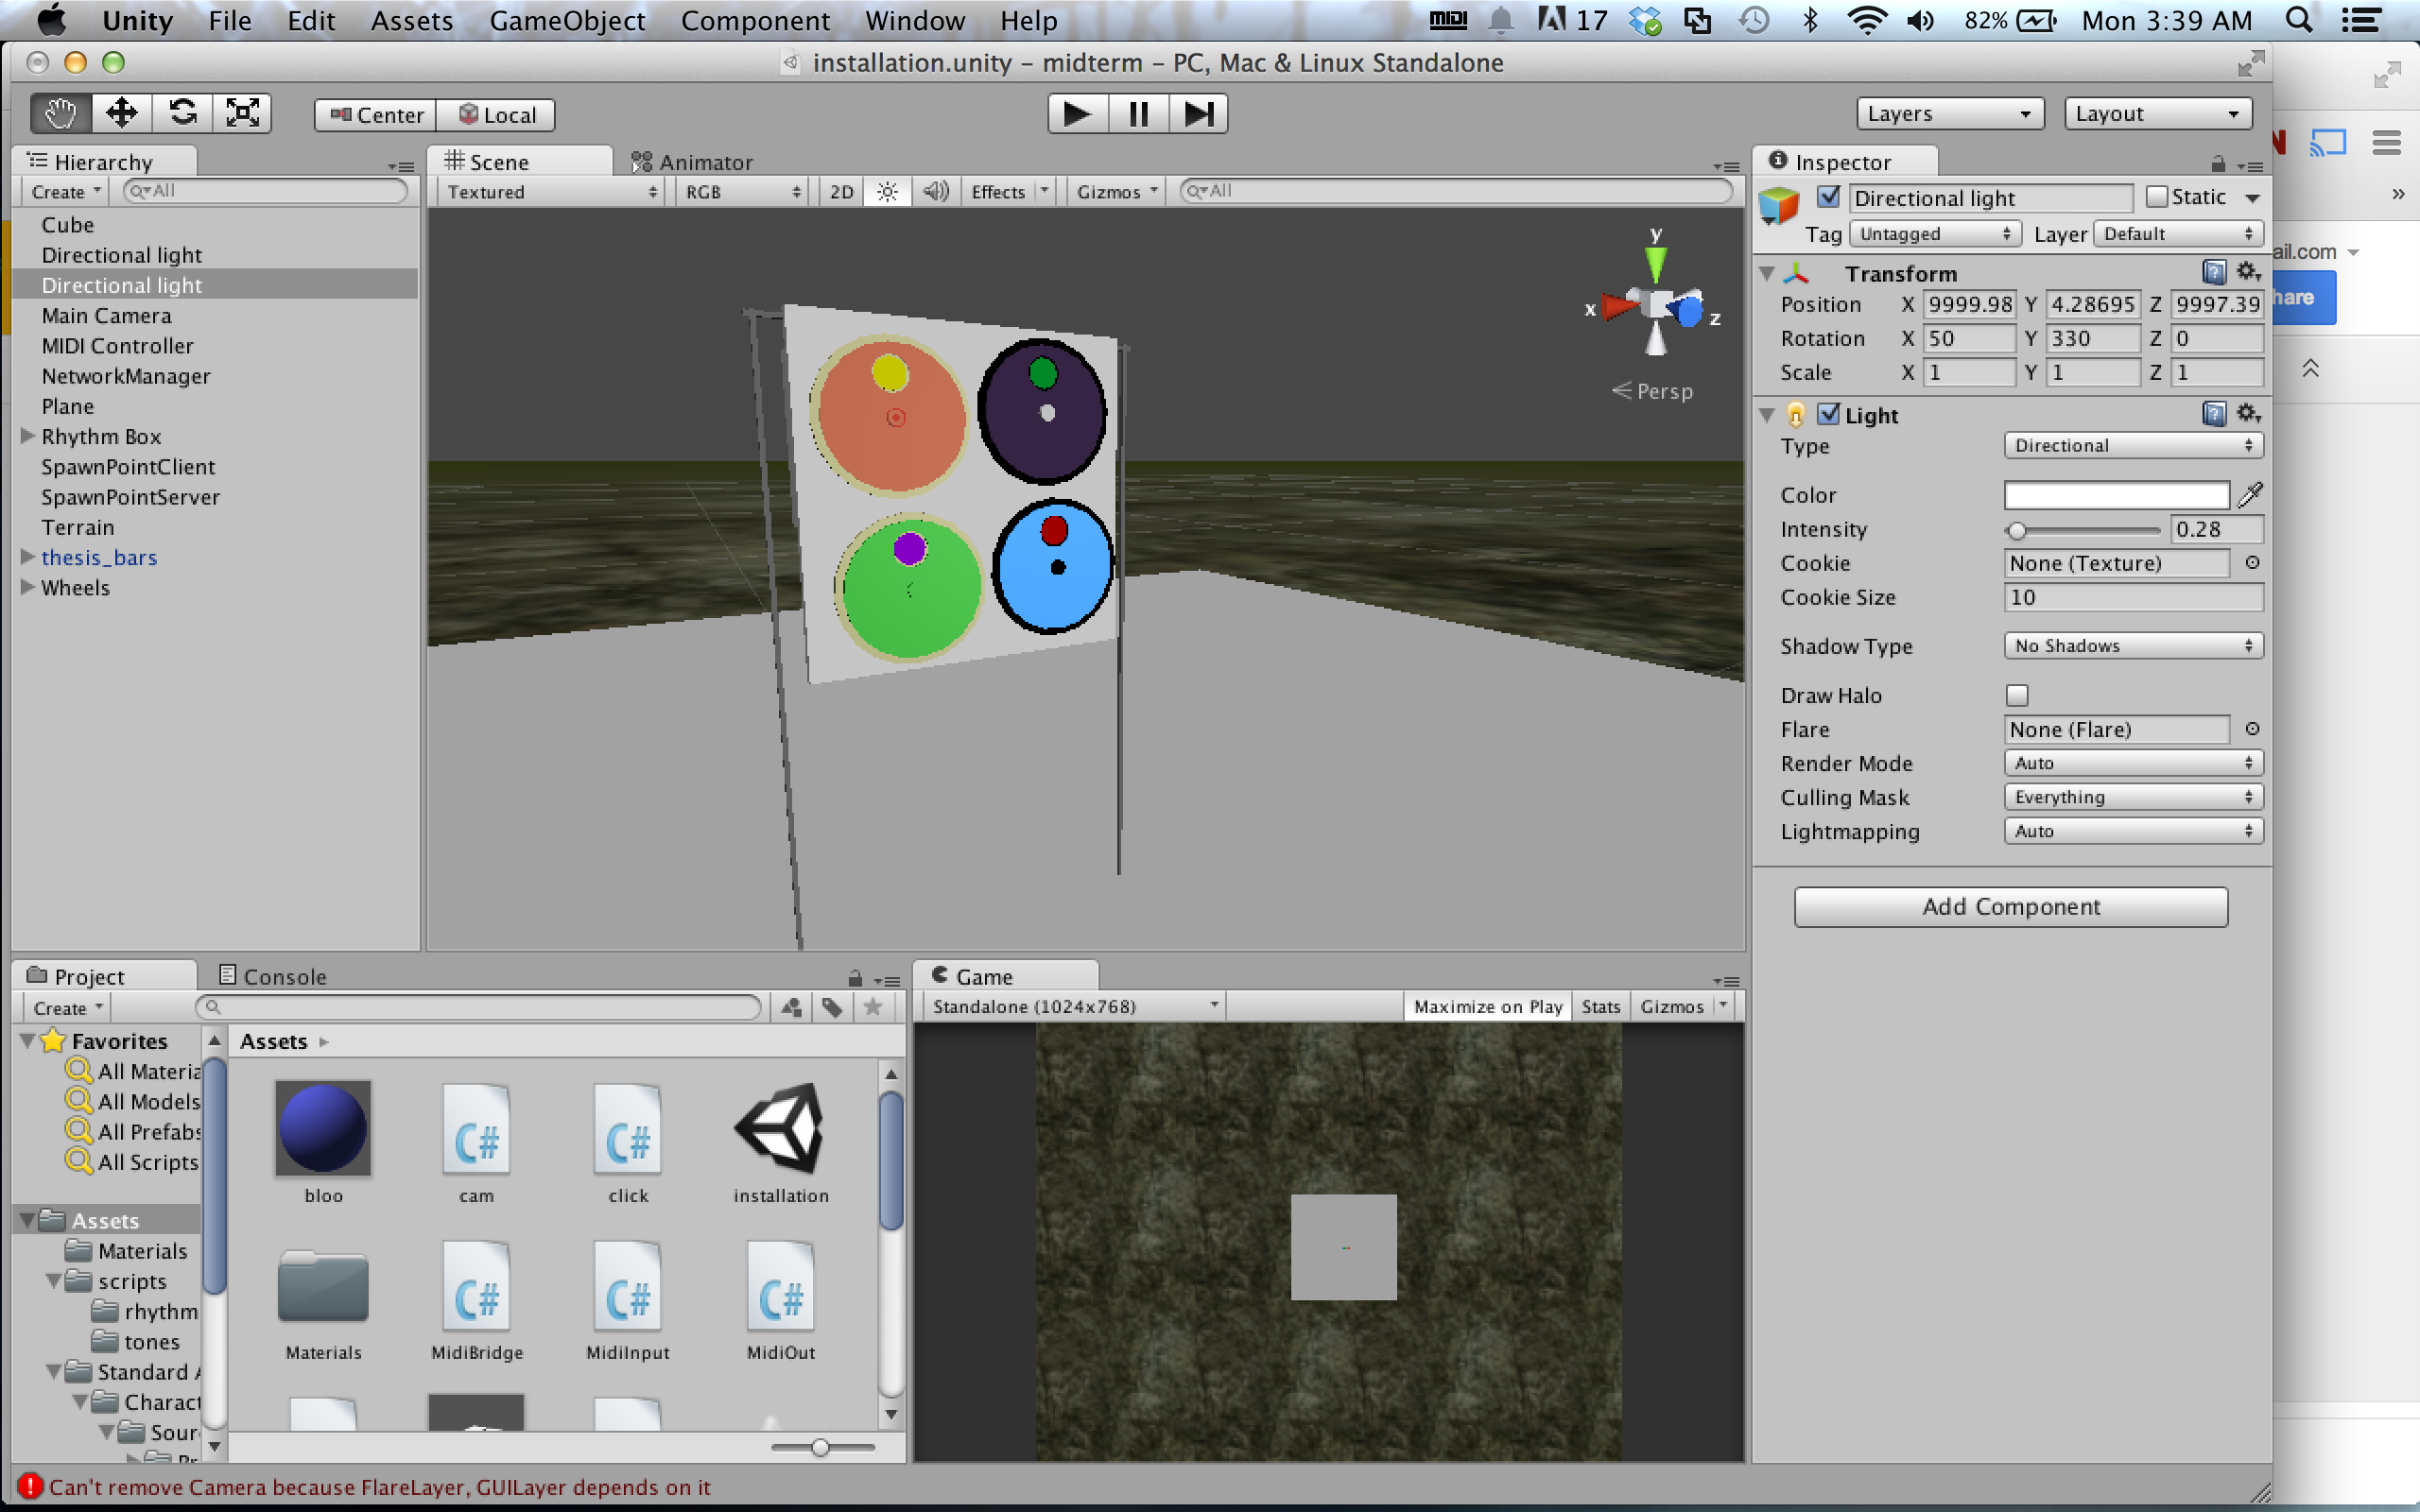 Unity File Edit Assets GameObject Component Window Help MIDI 17 82% Mon 3:39 AM
installation.unity – midterm – PC, Mac & Linux Standalone
Center Local Layers Layout
Hierarchy
Create All
Cube
Directional light
Directional light
Main Camera
MIDI Controller
NetworkManager
Plane
Rhythm Box
SpawnPointClient
SpawnPointServer
Terrain
thesis_bars
Wheels
Scene Animator
Textured RGB 2D Effects Gizmos All
y
x
z
Persp
Inspector
Directional light Static
Tag Untagged Layer Default
Transform
Position X 9999.98 Y 4.28695 Z 9997.39
Rotation X 50 Y 330 Z 0
Scale X 1 Y 1 Z 1
Light
Type Directional
Color
Intensity 0.28
Cookie None (Texture)
Cookie Size 10
Shadow Type No Shadows
Draw Halo
Flare None (Flare)
Render Mode Auto
Culling Mask Everything
Lightmapping Auto
Add Component
ail.com
hare
Project Console
Create
Favorites
All Materia
All Models
All Prefabs
All Scripts
Assets
Materials
scripts
rhythm
tones
Standard A
Charact
Sour
Pr
Assets
bloo cam click installation
C# C#
Materials MidiBridge MidiInput MidiOut
C# C# C#
Game
Standalone (1024x768) Maximize on Play Stats Gizmos
Can't remove Camera because FlareLayer, GUILayer depends on it